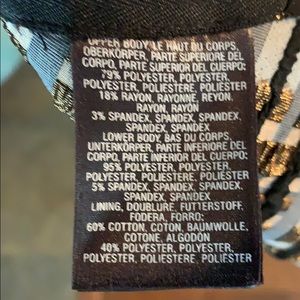 UPPER BODY, LE HAUT DU CORPS,
OBERKÖRPER, PARTE SUPERIORE DEL
CORPO, PARTE SUPERIOR DEL CUERPO:
79% POLYESTER, POLYESTER,
POLYESTER, POLIESTERE, POLIESTER
18% RAYON, RAYONNE, REYON,
RAYON, RAYON
3% SPANDEX, SPANDEX, SPANDEX,
SPANDEX, SPANDEX
LOWER BODY, BAS DU CORPS,
UNTERKÖRPER, PARTE INFERIORE DEL
CORPO, PARTE INFERIOR DEL CUERPO:
95% POLYESTER, POLYESTER,
POLYESTER, POLIESTERE, POLIESTER
5% SPANDEX, SPANDEX, SPANDEX,
SPANDEX, SPANDEX
LINING, DOUBLURE, FUTTERSTOFF,
FODERA, FORRO:
60% COTTON, COTON, BAUMWOLLE,
COTONE, ALGODÓN
40% POLYESTER, POLYESTER,
POLYESTER, POLIESTERE, POLIESTER